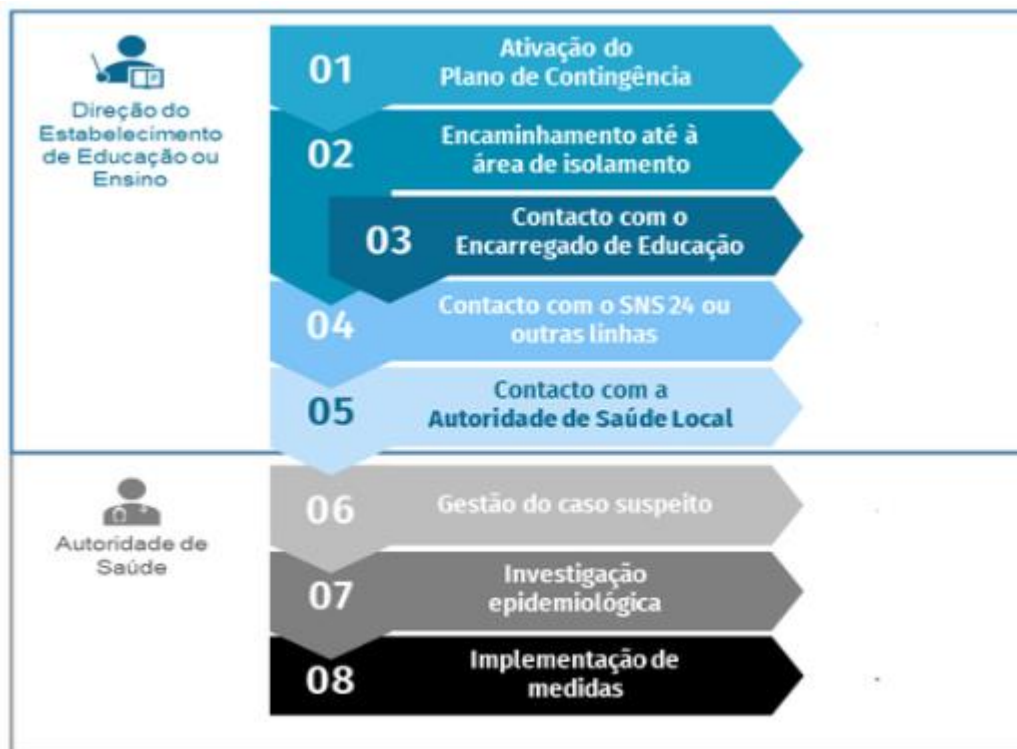 Direção do
Estabelecimento
de Educação ou
Ensino
01
Ativação do
Plano de Contingência
02
Encaminhamento até à
área de isolamento
03
Contacto com o
Encarregado de Educação
04
Contacto com o SNS 24 ou
outras linhas
05
Contacto com a
Autoridade de Saúde Local
Autoridade de
Saúde
06
Gestão do caso suspeito
07
Investigação
epidemiológica
08
Implementação de
medidas